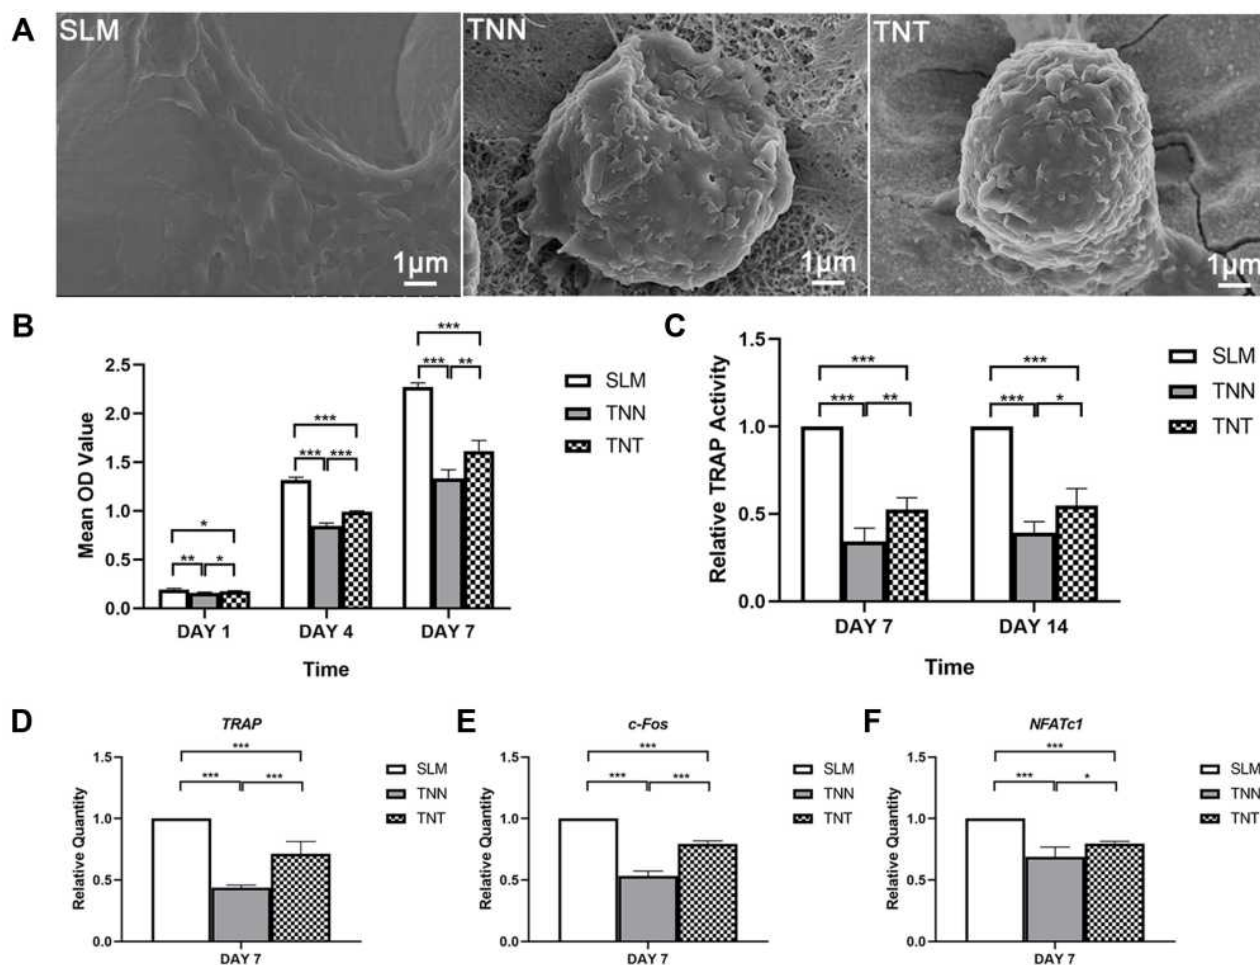 A
SLM
TNN
TNT
1μm
1μm
1μm
B
Mean OD Value
2.5
2.0
1.5
1.0
0.5
0.0
*
**
*
***
***
***
***
***
**
DAY 1
DAY 4
DAY 7
Time
SLM
TNN
TNT
C
Relative TRAP Activity
1.5
1.0
0.5
0.0
***
***
**
***
***
*
DAY 7
DAY 14
Time
SLM
TNN
TNT
D
TRAP
Relative Quantity
1.5
1.0
0.5
0.0
***
***
***
DAY 7
SLM
TNN
TNT
E
c-Fos
Relative Quantity
1.5
1.0
0.5
0.0
***
***
***
DAY 7
SLM
TNN
TNT
F
NFATc1
Relative Quantity
1.5
1.0
0.5
0.0
***
***
*
DAY 7
SLM
TNN
TNT